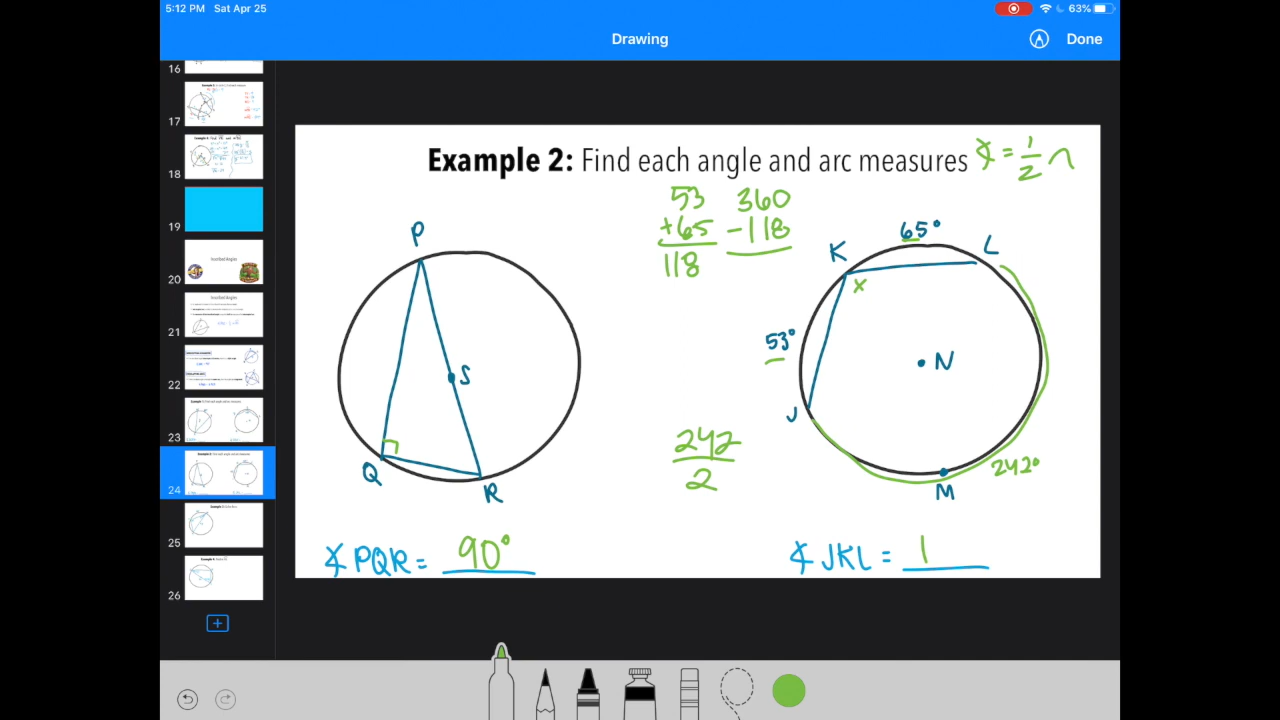 5:12 PM Sat Apr 25
63%
Drawing
Done
16
17
18
19
20
21
22
23
24
25
26
Example 2: Find each angle and arc measures
∡ = 1/2 ⌒
53
+65
118
360
-118
P
S
Q
R
K
65°
L
x
53°
N
J
242°
M
242
2
∡ PQR = 90°
∡ JKL = 1